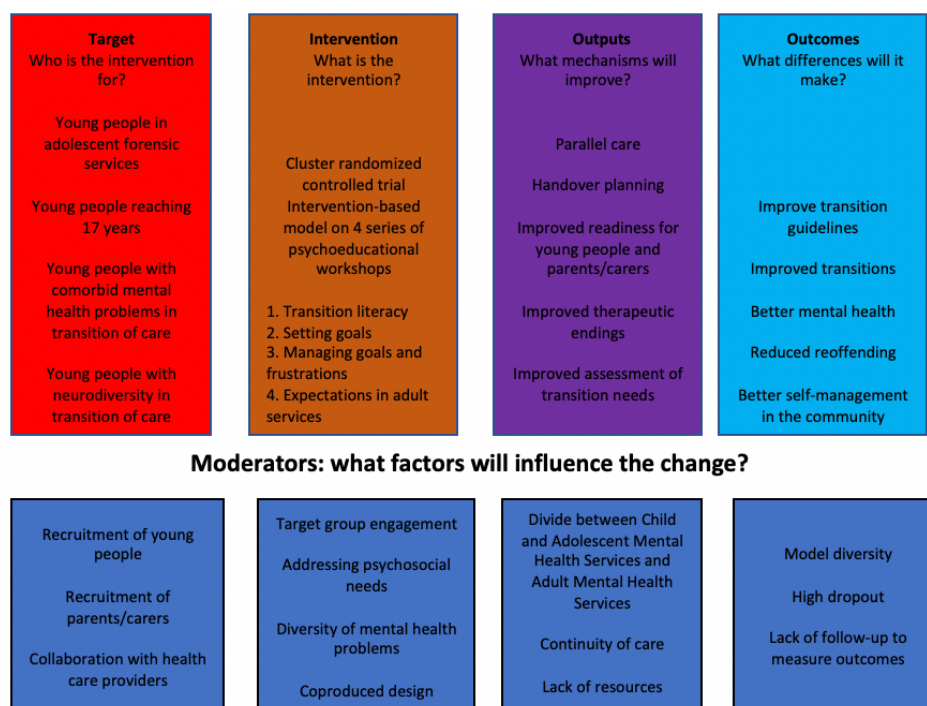 Target
Who is the intervention
for?
Young people in
adolescent forensic
services
Young people reaching
17 years
Young people with
comorbid mental
health problems in
transition of care
Young people with
neurodiversity in
transition of care
Intervention
What is the
intervention?
Cluster randomized
controlled trial
Intervention-based
model on 4 series of
psychoeducational
workshops
1. Transition literacy
2. Setting goals
3. Managing goals and
frustrations
4. Expectations in adult
services
Outputs
What mechanisms will
improve?
Parallel care
Handover planning
Improved readiness for
young people and
parents/carers
Improved therapeutic
endings
Improved assessment of
transition needs
Outcomes
What differences will it
make?
Improve transition
guidelines
Improved transitions
Better mental health
Reduced reoffending
Better self-management
in the community
Moderators: what factors will influence the change?
Recruitment of young
people
Recruitment of
parents/carers
Collaboration with health
care providers
Target group engagement
Addressing psychosocial
needs
Diversity of mental health
problems
Coproduced design
Divide between Child
and Adolescent Mental
Health Services and
Adult Mental Health
Services
Continuity of care
Lack of resources
Model diversity
High dropout
Lack of follow-up to
measure outcomes